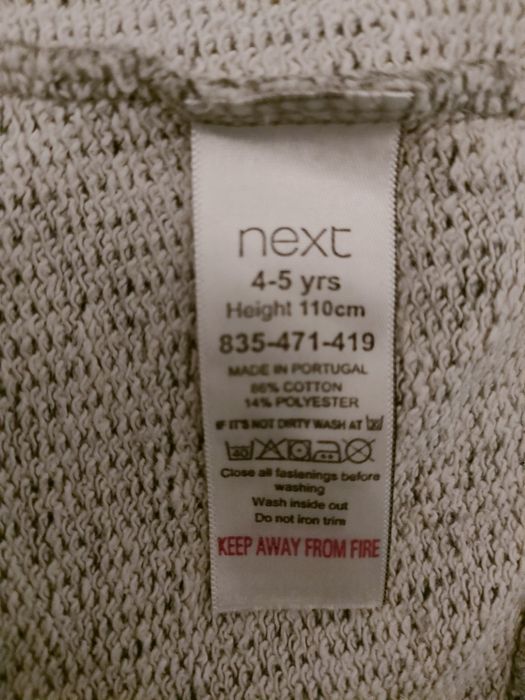 next
4-5 yrs
Height 110cm
835-471-419
MADE IN PORTUGAL
86% COTTON
14% POLYESTER
IF IT'S NOT DIRTY WASH AT
40
Close all fastenings before
washing
Wash inside out
Do not iron trim
KEEP AWAY FROM FIRE